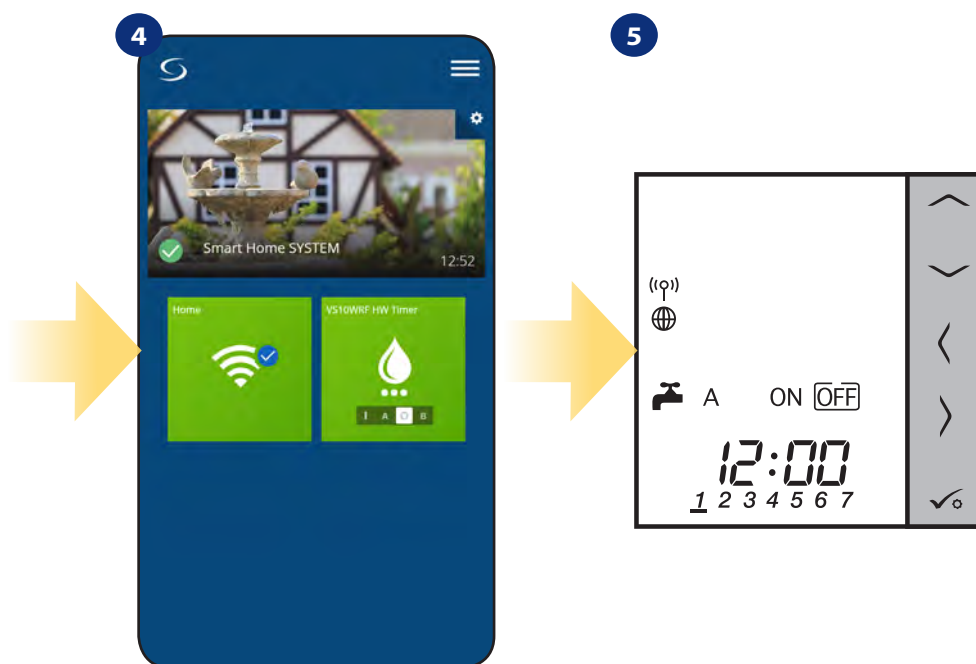 4
Smart Home SYSTEM
12:52
Home
VS10WRF HW Timer
I A O B
5
A ON OFF
12:00
1 2 3 4 5 6 7